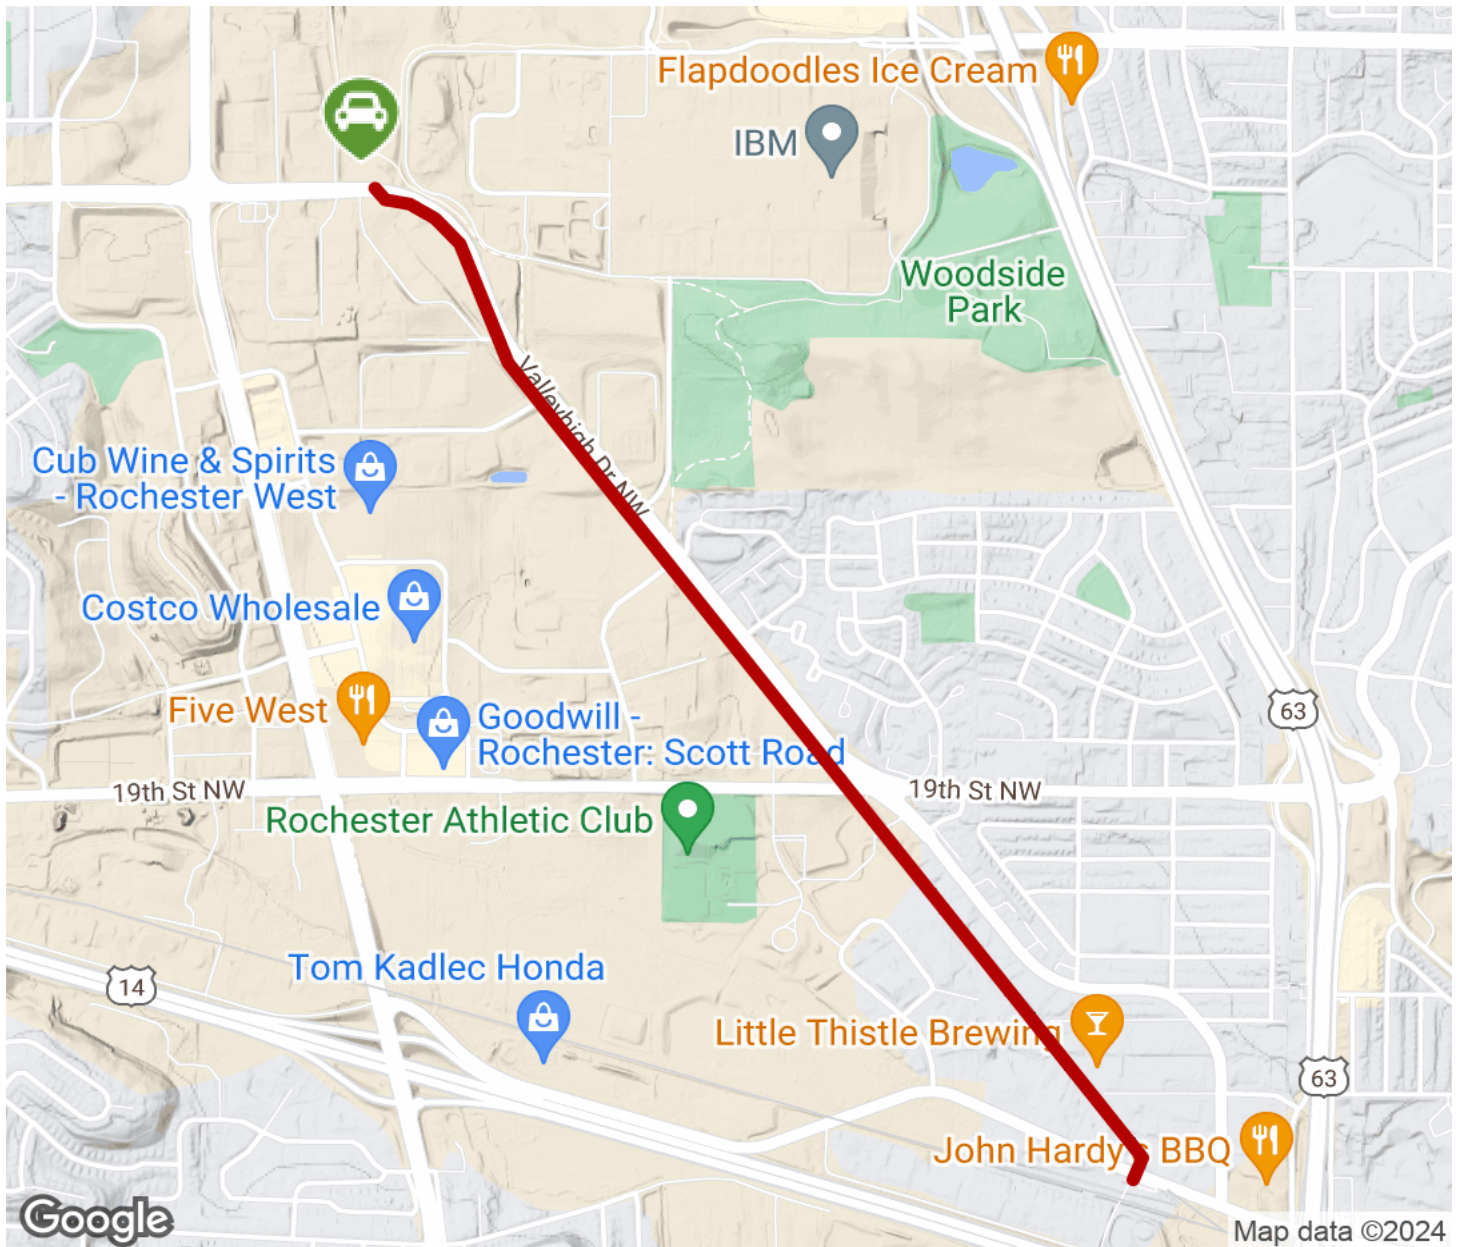 Flapdoodles Ice Cream
IBM
Woodside
Park
Valleyhigh Dr NW
Cub Wine & Spirits
- Rochester West
Costco Wholesale
Five West
Goodwill -
Rochester: Scott Road
63
19th St NW
19th St NW
Rochester Athletic Club
Tom Kadlec Honda
14
Little Thistle Brewing
63
John Hardy's BBQ
Google
Map data ©2024